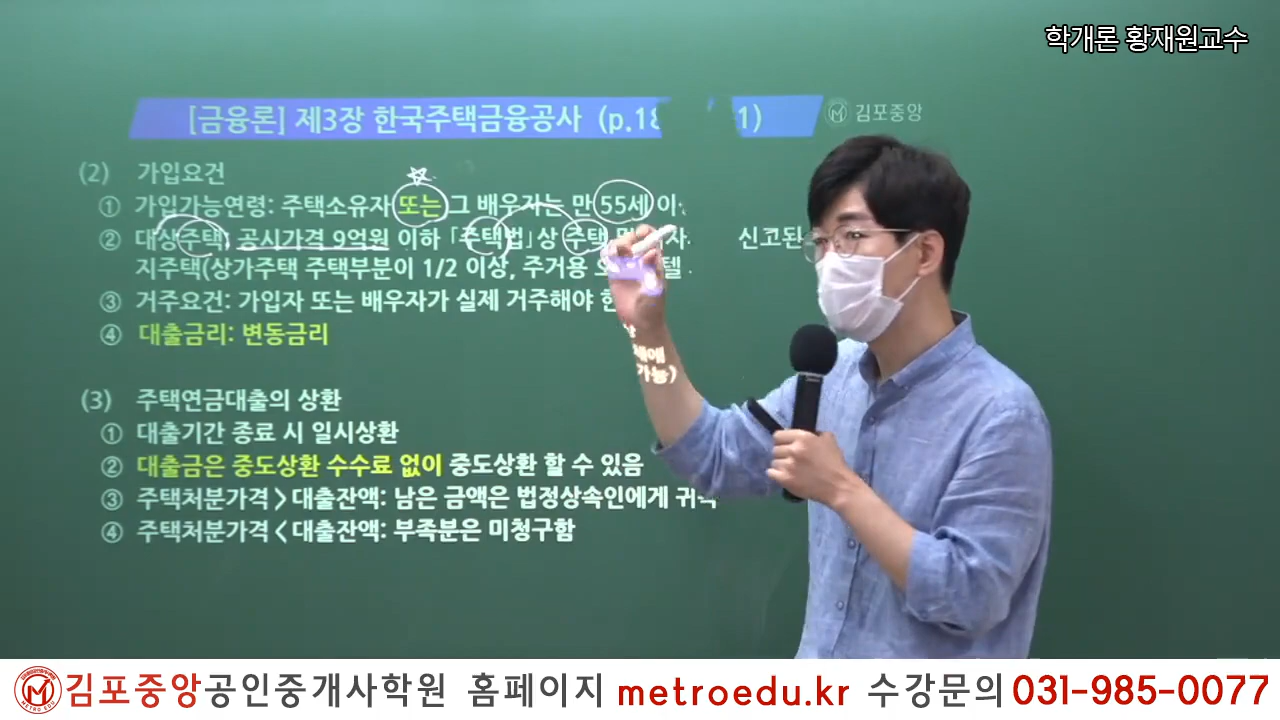 학개론 황재원교수
[금융론] 제3장 한국주택금융공사 (p.18 1)
김포중앙
(2) 가입요건
① 가입가능연령: 주택소유자 또는 그 배우자는 만 55세
② 대상주택: 공시가격 9억원 이하 「주택법」상 주택 및 신고된
지주택(상가주택 주택부분이 1/2 이상, 주거용
③ 거주요건: 가입자 또는 배우자가 실제 거주해야
④ 대출금리: 변동금리
가능)
(3) 주택연금대출의 상환
① 대출기간 종료 시 일시상환
② 대출금은 중도상환 수수료 없이 중도상환 할 수 있음
③ 주택처분가격 > 대출잔액: 남은 금액은 법정상속인에게
④ 주택처분가격 < 대출잔액: 부족분은 미청구함
김포중앙공인중개사학원 홈페이지 metroedu.kr 수강문의 031-985-0077